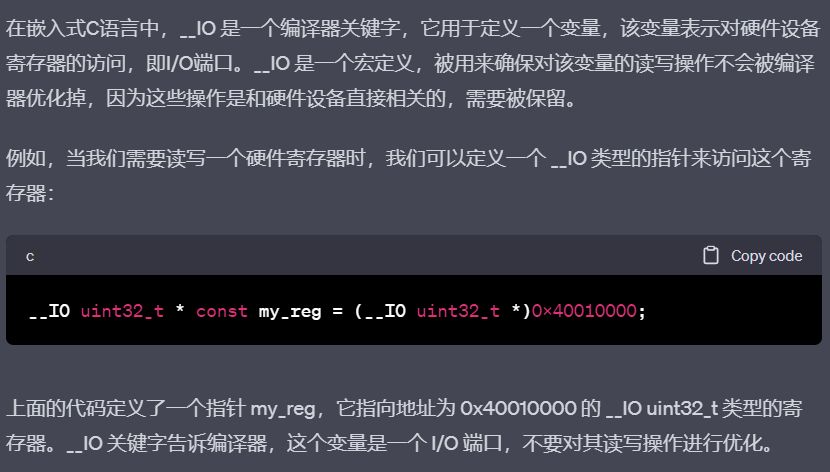 在嵌入式C语言中，__IO 是一个编译器关键字，它用于定义一个变量，该变量表示对硬件设备
寄存器的访问，即I/O端口。__IO 是一个宏定义，被用来确保对该变量的读写操作不会被编译
器优化掉，因为这些操作是和硬件设备直接相关的，需要被保留。
例如，当我们需要读写一个硬件寄存器时，我们可以定义一个 __IO 类型的指针来访问这个寄
存器：
c
Copy code
__IO uint32_t * const my_reg = (__IO uint32_t *)0x40010000;
上面的代码定义了一个指针 my_reg，它指向地址为 0x40010000 的 __IO uint32_t 类型的寄
存器。__IO 关键字告诉编译器，这个变量是一个 I/O 端口，不要对其读写操作进行优化。